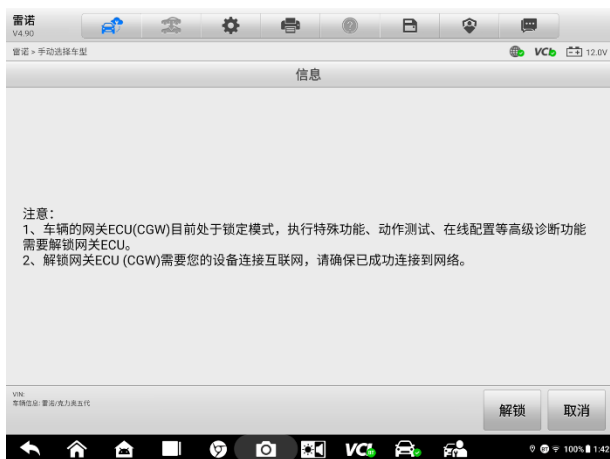 雷诺
V4.90
雷诺 > 手动选择车型
VCI
12.0V
信息
注意：
1、车辆的网关ECU(CGW)目前处于锁定模式，执行特殊功能、动作测试、在线配置等高级诊断功能
需要解锁网关ECU。
2、解锁网关ECU (CGW)需要您的设备连接互联网，请确保已成功连接到网络。
VIN:
车辆信息: 雷诺/克力奥五代
解锁
取消
VCI
100%
1:42